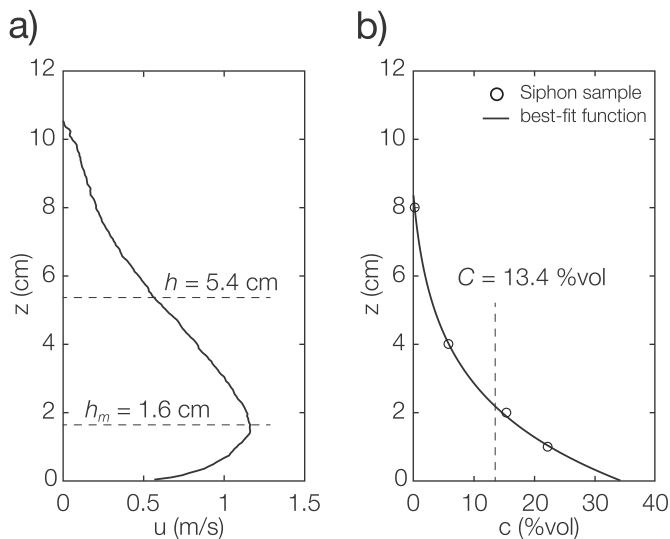 a)
12
10
8
6
4
2
0
z (cm)
h = 5.4 cm
hm = 1.6 cm
0 0.5 1 1.5
u (m/s)
b)
12
10
8
6
4
2
0
z (cm)
Siphon sample
best-fit function
C = 13.4 %vol
0 10 20 30 40
c (%vol)